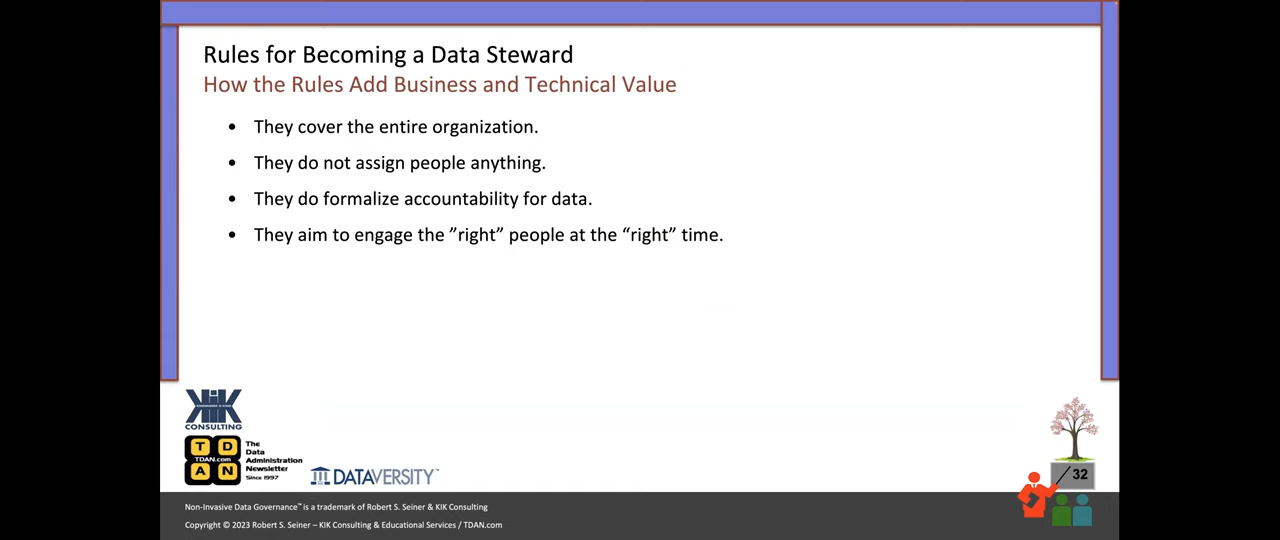 Rules for Becoming a Data Steward
How the Rules Add Business and Technical Value
• They cover the entire organization.
• They do not assign people anything.
• They do formalize accountability for data.
• They aim to engage the ”right” people at the “right” time.
KIK
CONSULTING
T D
TDAN.com
A N
The
Data
Administration
Newsletter
Since 1997
DATAVERSITY™
/ 32
Non-Invasive Data Governance™ is a trademark of Robert S. Seiner & KIK Consulting
Copyright © 2023 Robert S. Seiner – KIK Consulting & Educational Services / TDAN.com